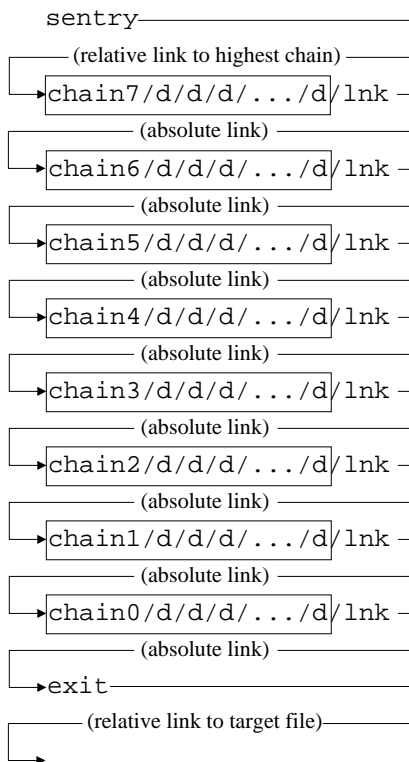 sentry
(relative link to highest chain)
chain7/d/d/d/.../d/lnk
(absolute link)
chain6/d/d/d/.../d/lnk
(absolute link)
chain5/d/d/d/.../d/lnk
(absolute link)
chain4/d/d/d/.../d/lnk
(absolute link)
chain3/d/d/d/.../d/lnk
(absolute link)
chain2/d/d/d/.../d/lnk
(absolute link)
chain1/d/d/d/.../d/lnk
(absolute link)
chain0/d/d/d/.../d/lnk
(absolute link)
exit
(relative link to target file)